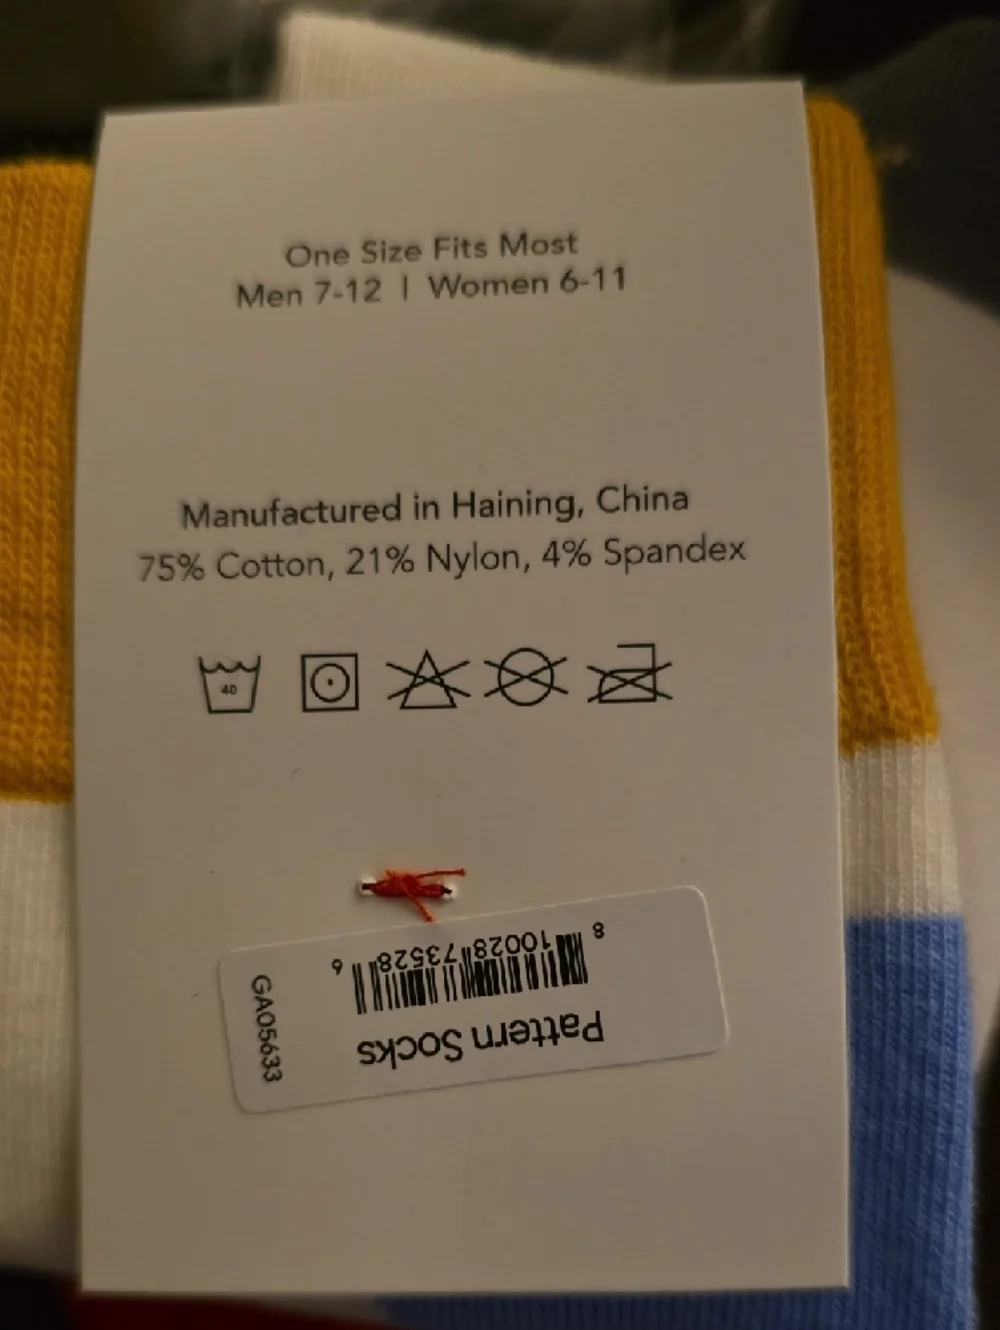 One Size Fits Most
Men 7-12 | Women 6-11
Manufactured in Haining, China
75% Cotton, 21% Nylon, 4% Spandex
40
Pattern Socks
8 10028 73528 6
GA05633